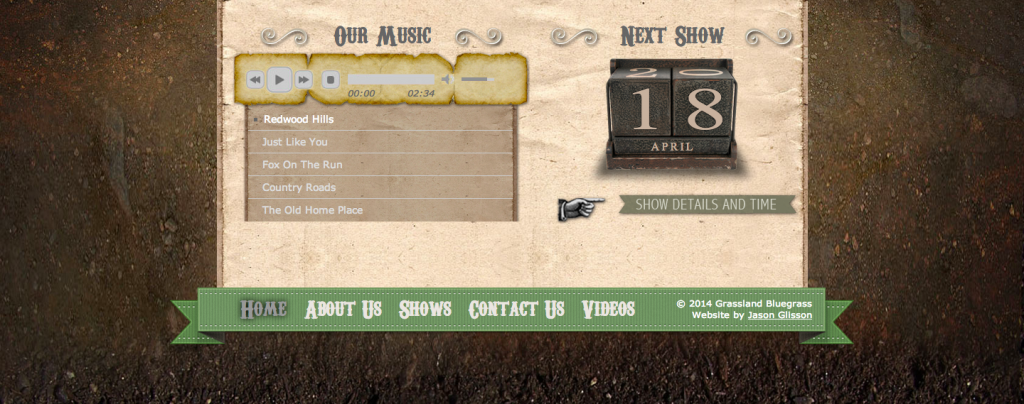 Our Music
00:00 02:34
Redwood Hills
Just Like You
Fox On The Run
Country Roads
The Old Home Place
Next Show
20
18
APRIL
SHOW DETAILS AND TIME
Home About Us Shows Contact Us Videos
© 2014 Grassland Bluegrass
Website by Jason Glisson